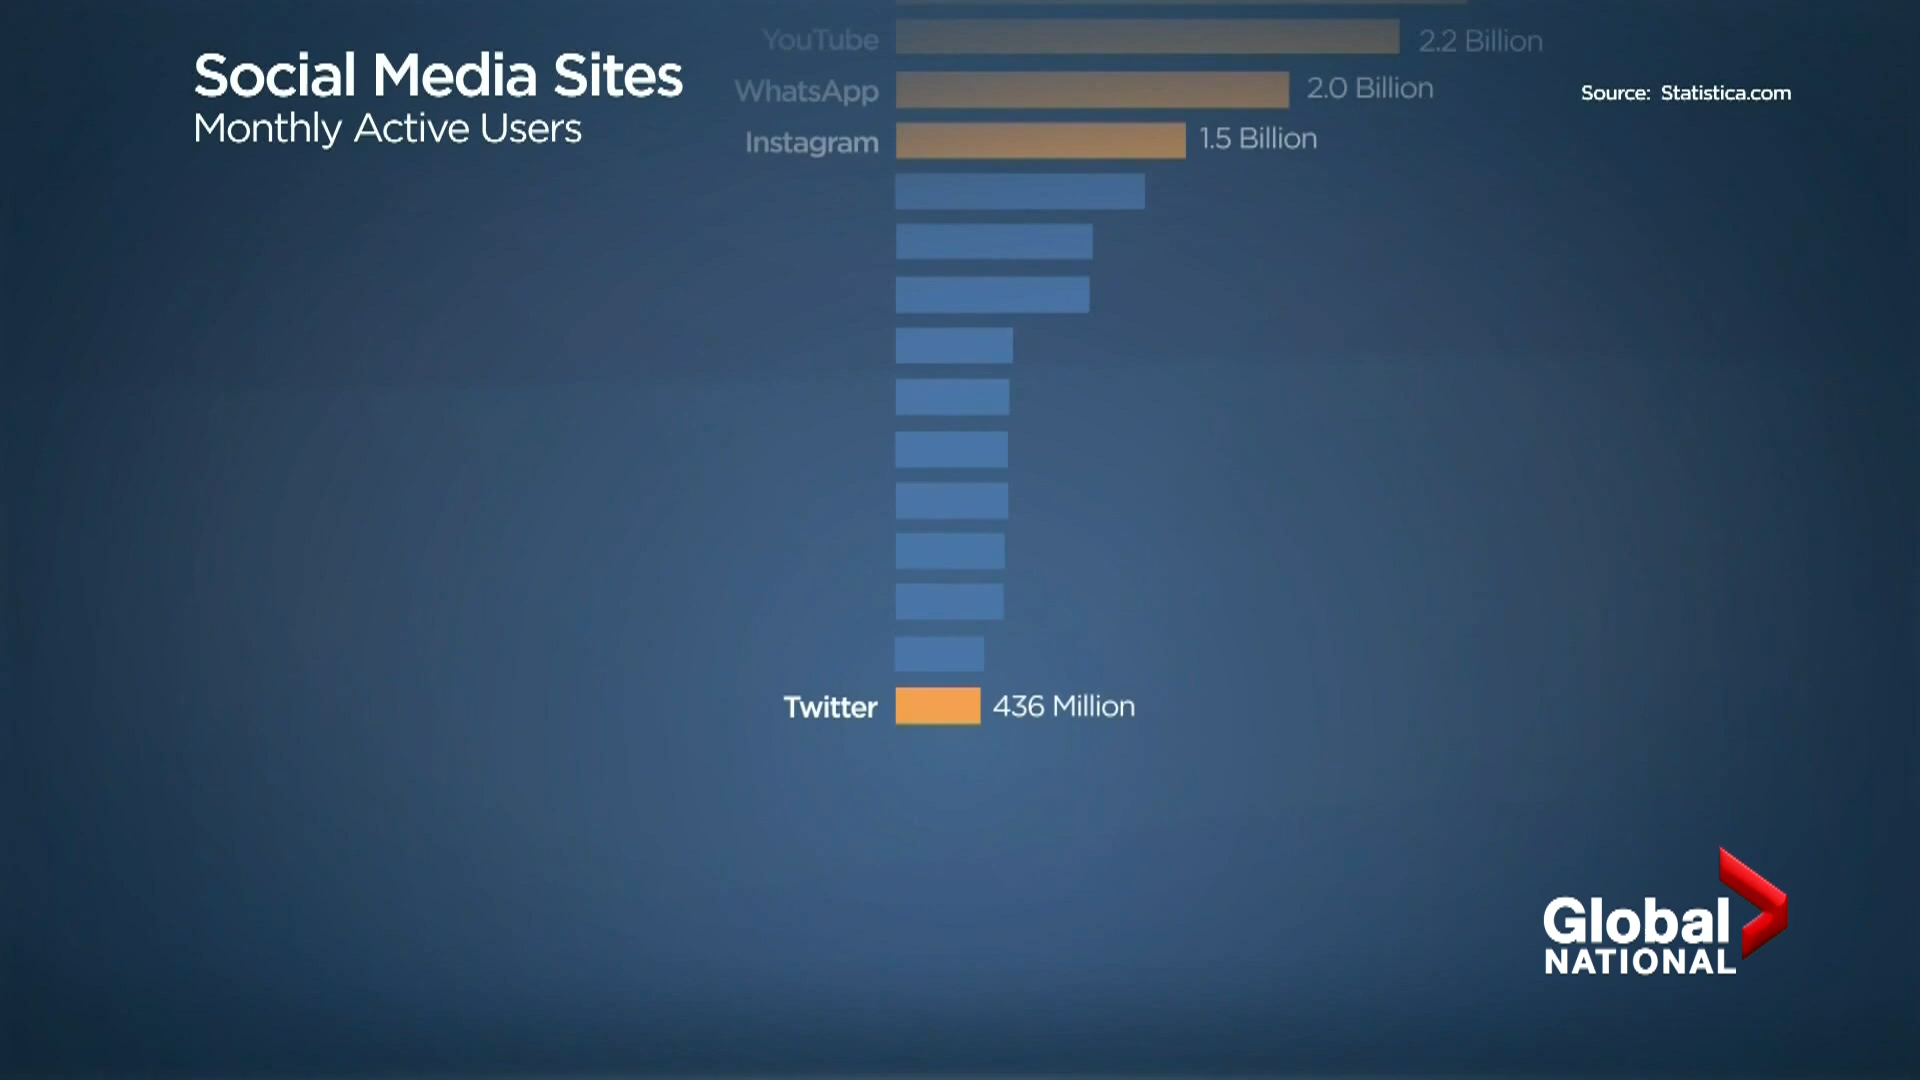 Social Media Sites
Monthly Active Users
YouTube 2.2 Billion
WhatsApp 2.0 Billion
Source: Statistica.com
Instagram 1.5 Billion
Twitter 436 Million
Global
NATIONAL